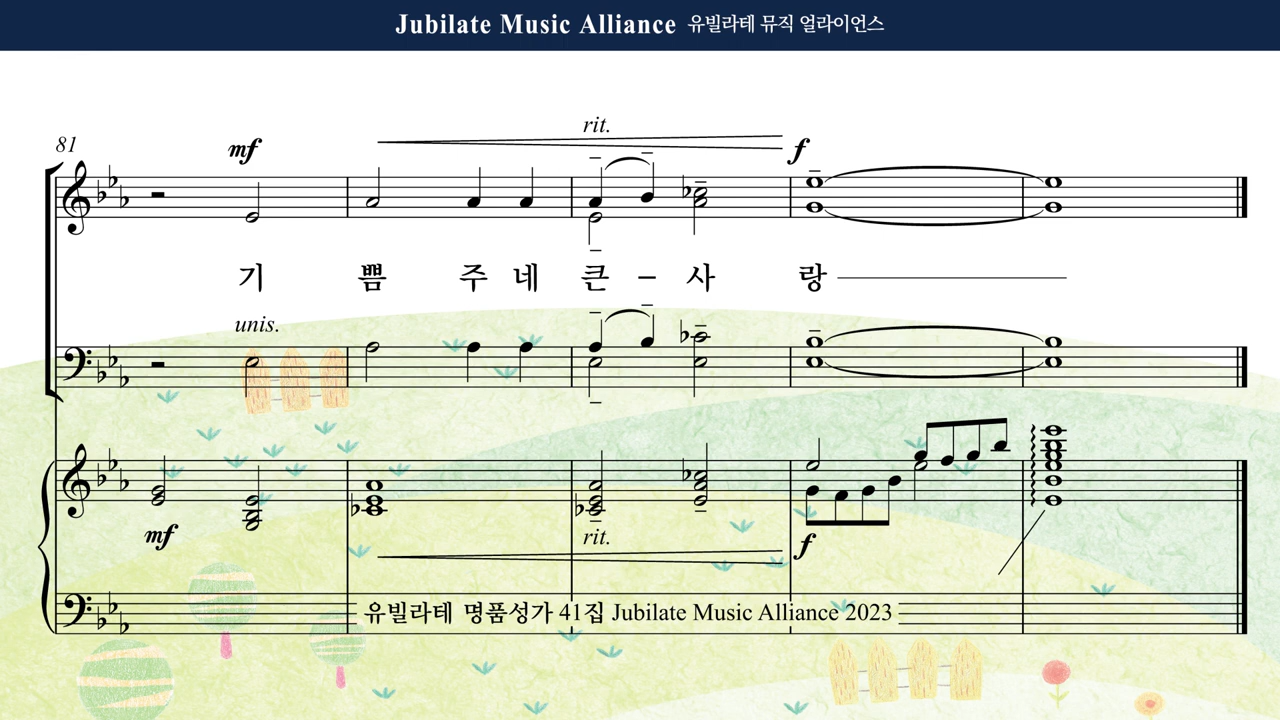 Jubilate Music Alliance 유빌라테 뮤직 얼라이언스
rit.
81 mf f
기 쁨 주 네 큰 – 사 랑
unis.
mf rit. f
유빌라테 명품성가 41집 Jubilate Music Alliance 2023